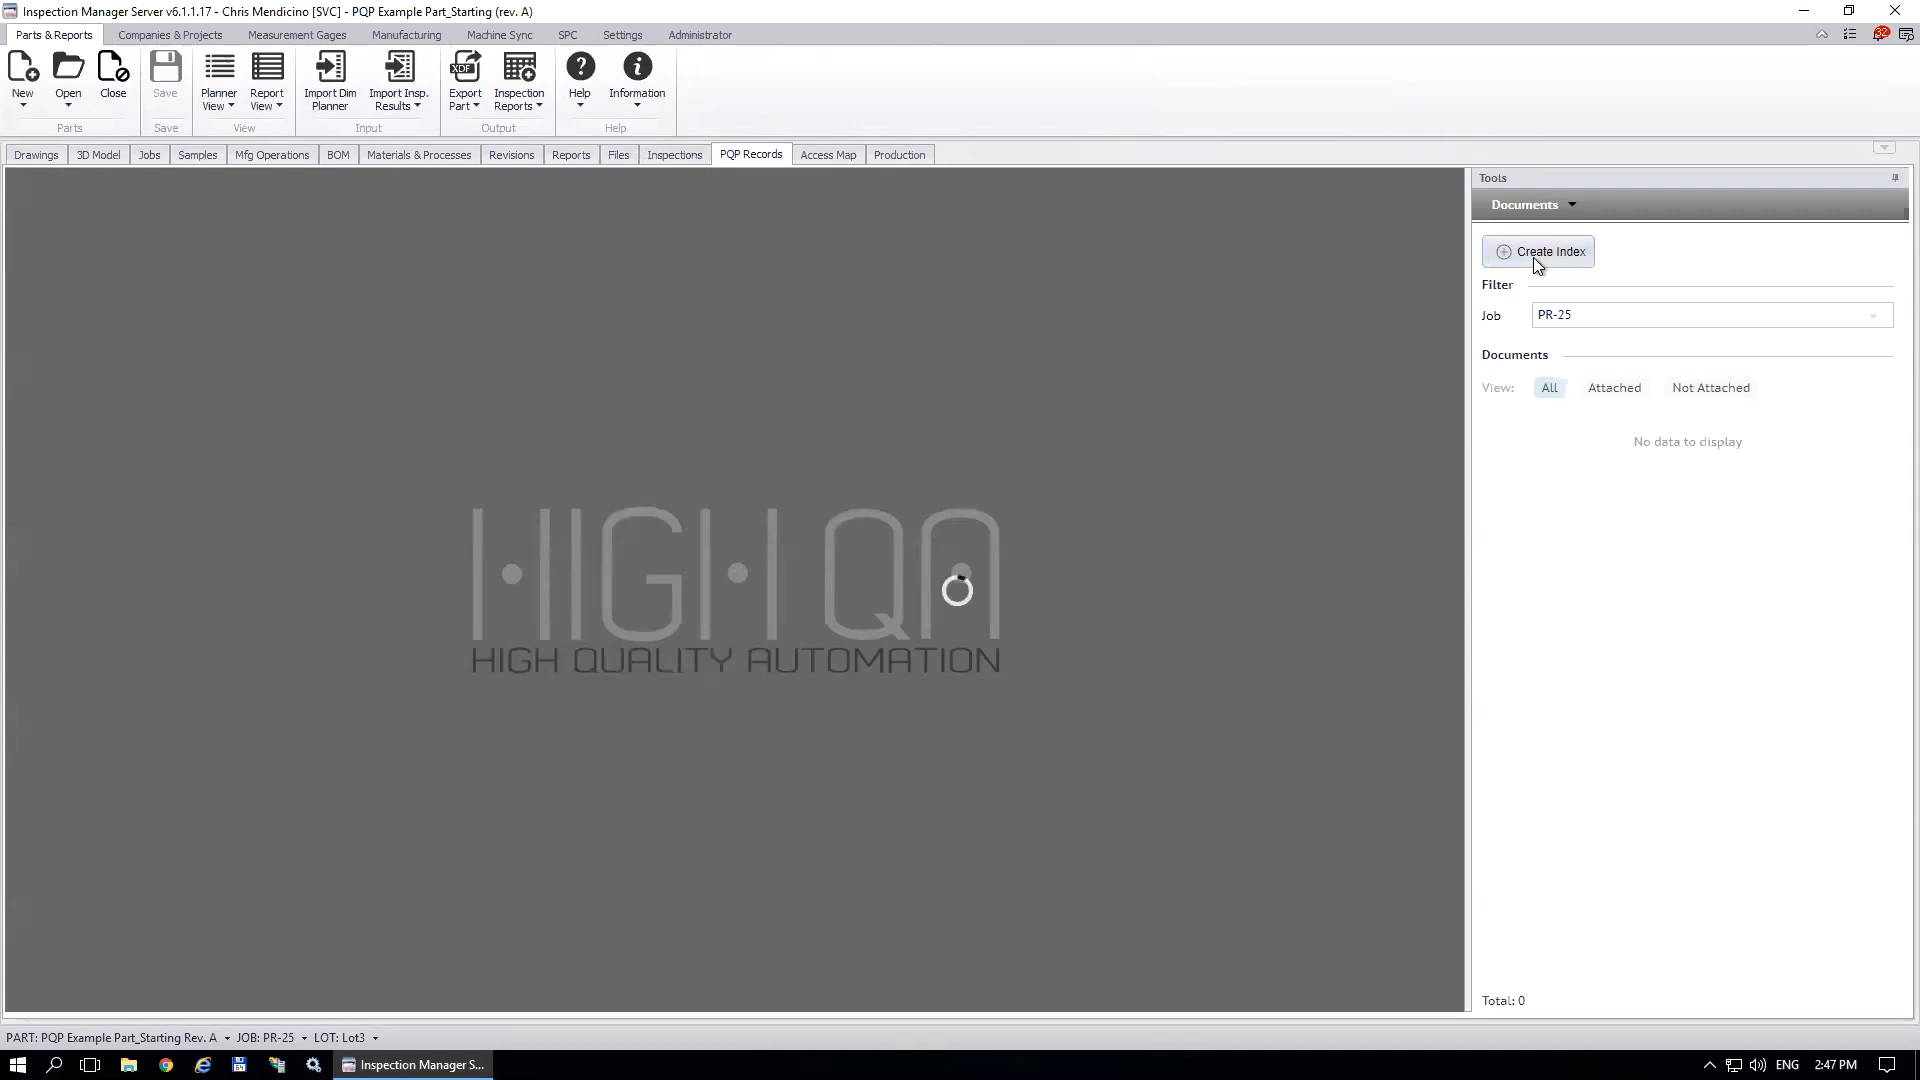 Inspection Manager Server v6.1.1.17 - Chris Mendicino [SVC] - PQP Example Part_Starting (rev. A)
Parts & Reports Companies & Projects Measurement Gages Manufacturing Machine Sync SPC Settings Administrator
32
New Open Close Save Planner View Report View Import Dim Planner Import Insp. Results XDF Export Part Inspection Reports Help Information
Parts Save View Input Output Help
Drawings 3D Model Jobs Samples Mfg Operations BOM Materials & Processes Revisions Reports Files Inspections PQP Records Access Map Production
Tools
Documents
Create Index
Filter
Job PR-25
Documents
View: All Attached Not Attached
No data to display
HIGH QA
HIGH QUALITY AUTOMATION
Total: 0
PART: PQP Example Part_Starting Rev. A JOB: PR-25 LOT: Lot3
Inspection Manager S... ENG 2:47 PM